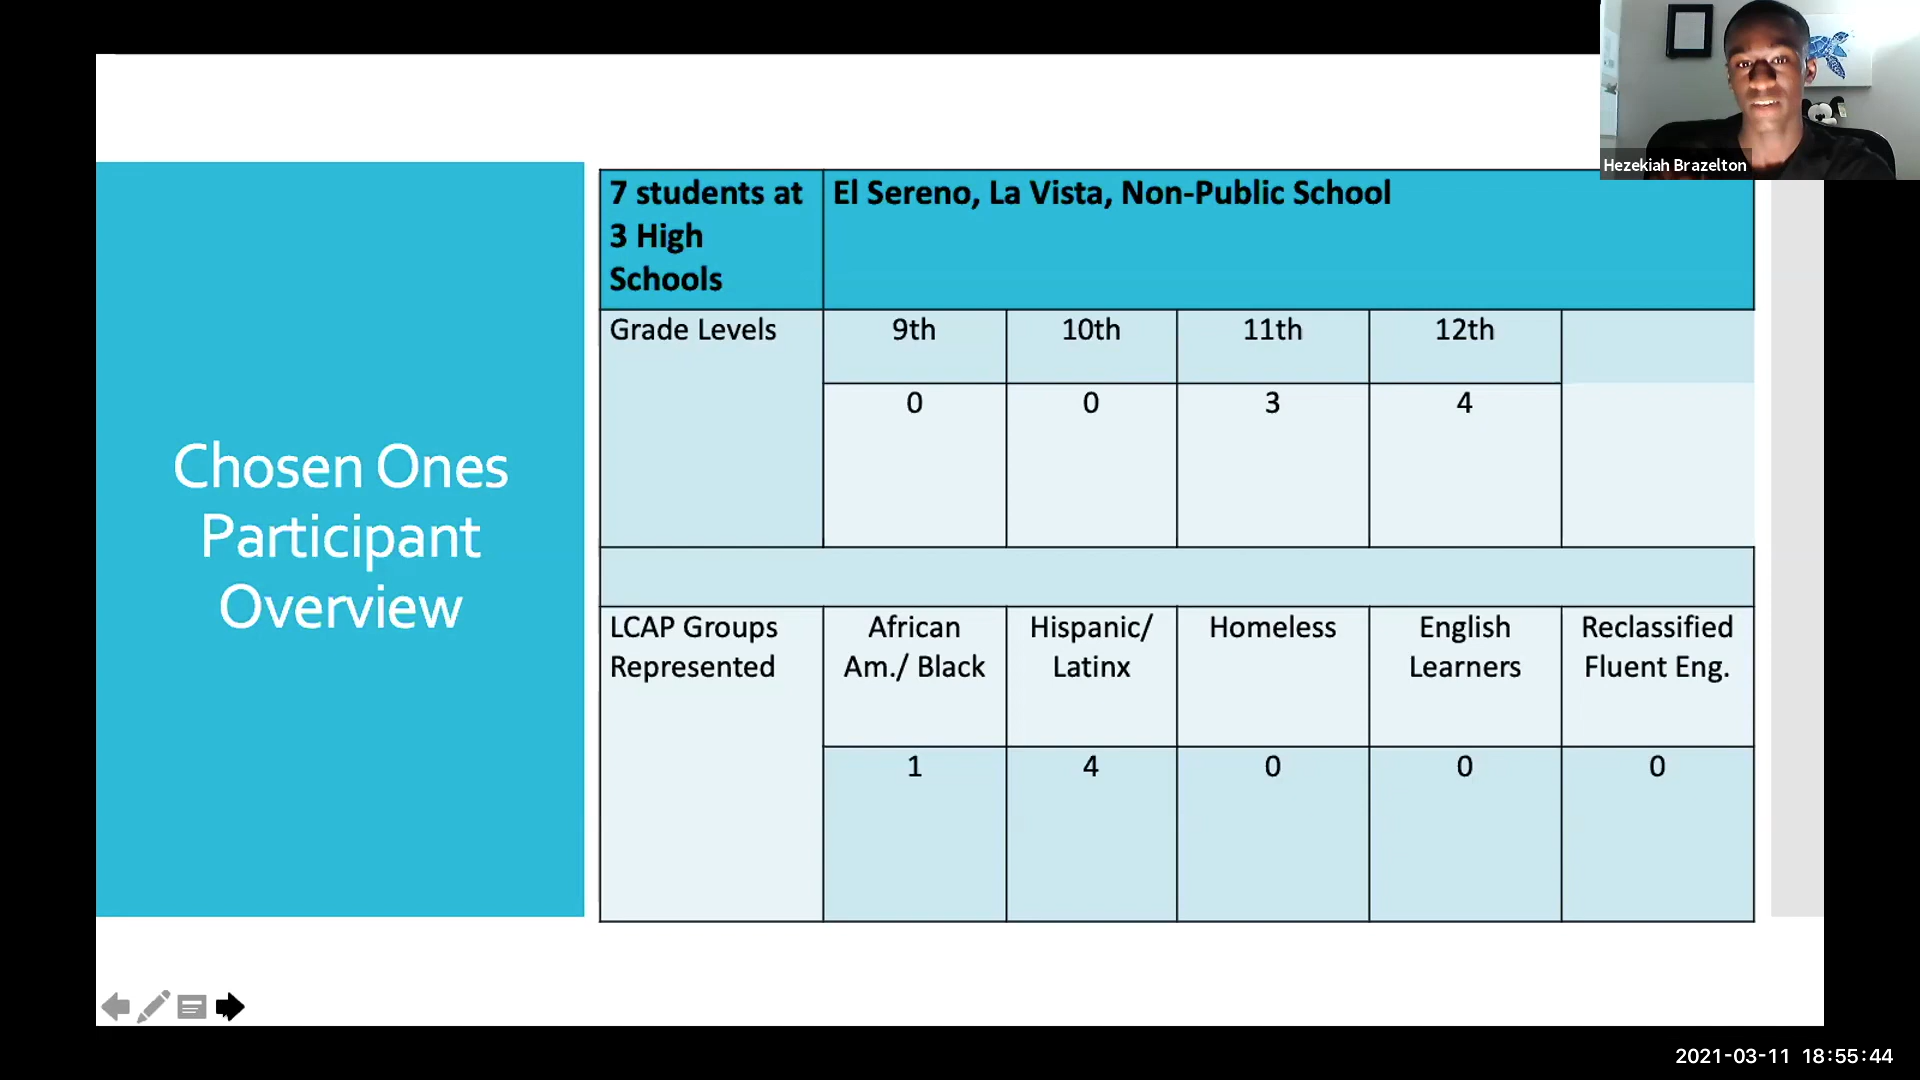 Hezekiah Brazelton
Chosen Ones
Participant
Overview
7 students at
3 High
Schools
El Sereno, La Vista, Non-Public School
Grade Levels
9th
10th
11th
12th
0
0
3
4
LCAP Groups
Represented
African
Am./ Black
Hispanic/
Latinx
Homeless
English
Learners
Reclassified
Fluent Eng.
1
4
0
0
0
2021-03-11 18:55:44